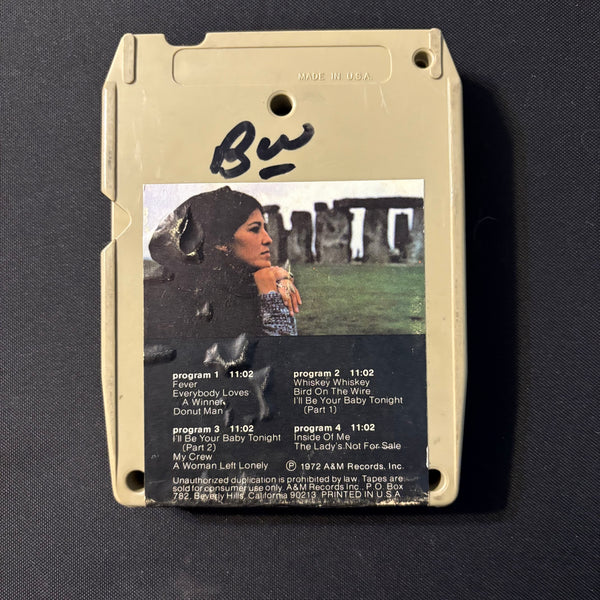 MADE IN U.S.A.
BW
program 1 11:02
Fever
Everybody Loves
A Winner
Donut Man
program 2 11:02
Whiskey Whiskey
Bird On The Wire
I'll Be Your Baby Tonight
(Part 1)
program 3 11:02
I'll Be Your Baby Tonight
(Part 2)
My Crew
A Woman Left Lonely
program 4 11:02
Inside Of Me
The Lady's Not For Sale
Ⓟ 1972 A&M Records, Inc.
Unauthorized duplication is prohibited by law. Tapes are
sold for consumer use only. A&M Records Inc., P.O. Box
782, Beverly Hills, California 90213 PRINTED IN U.S.A.